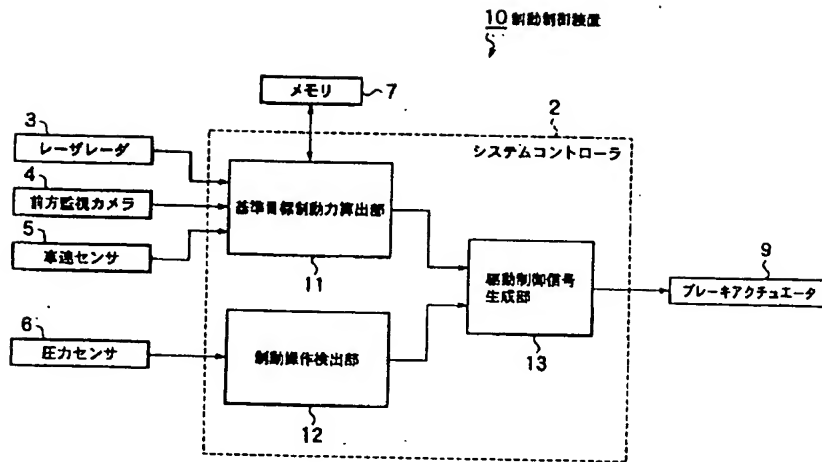 10 制動制御装置
メモリ 7
2
システムコントローラ
3
レーザレーダ
4
前方監視カメラ
5
車速センサ
基準目標制動力算出部
11
駆動制御信号
生成部
13
9
ブレーキアクチュエータ
6
圧力センサ
制動操作検出部
12